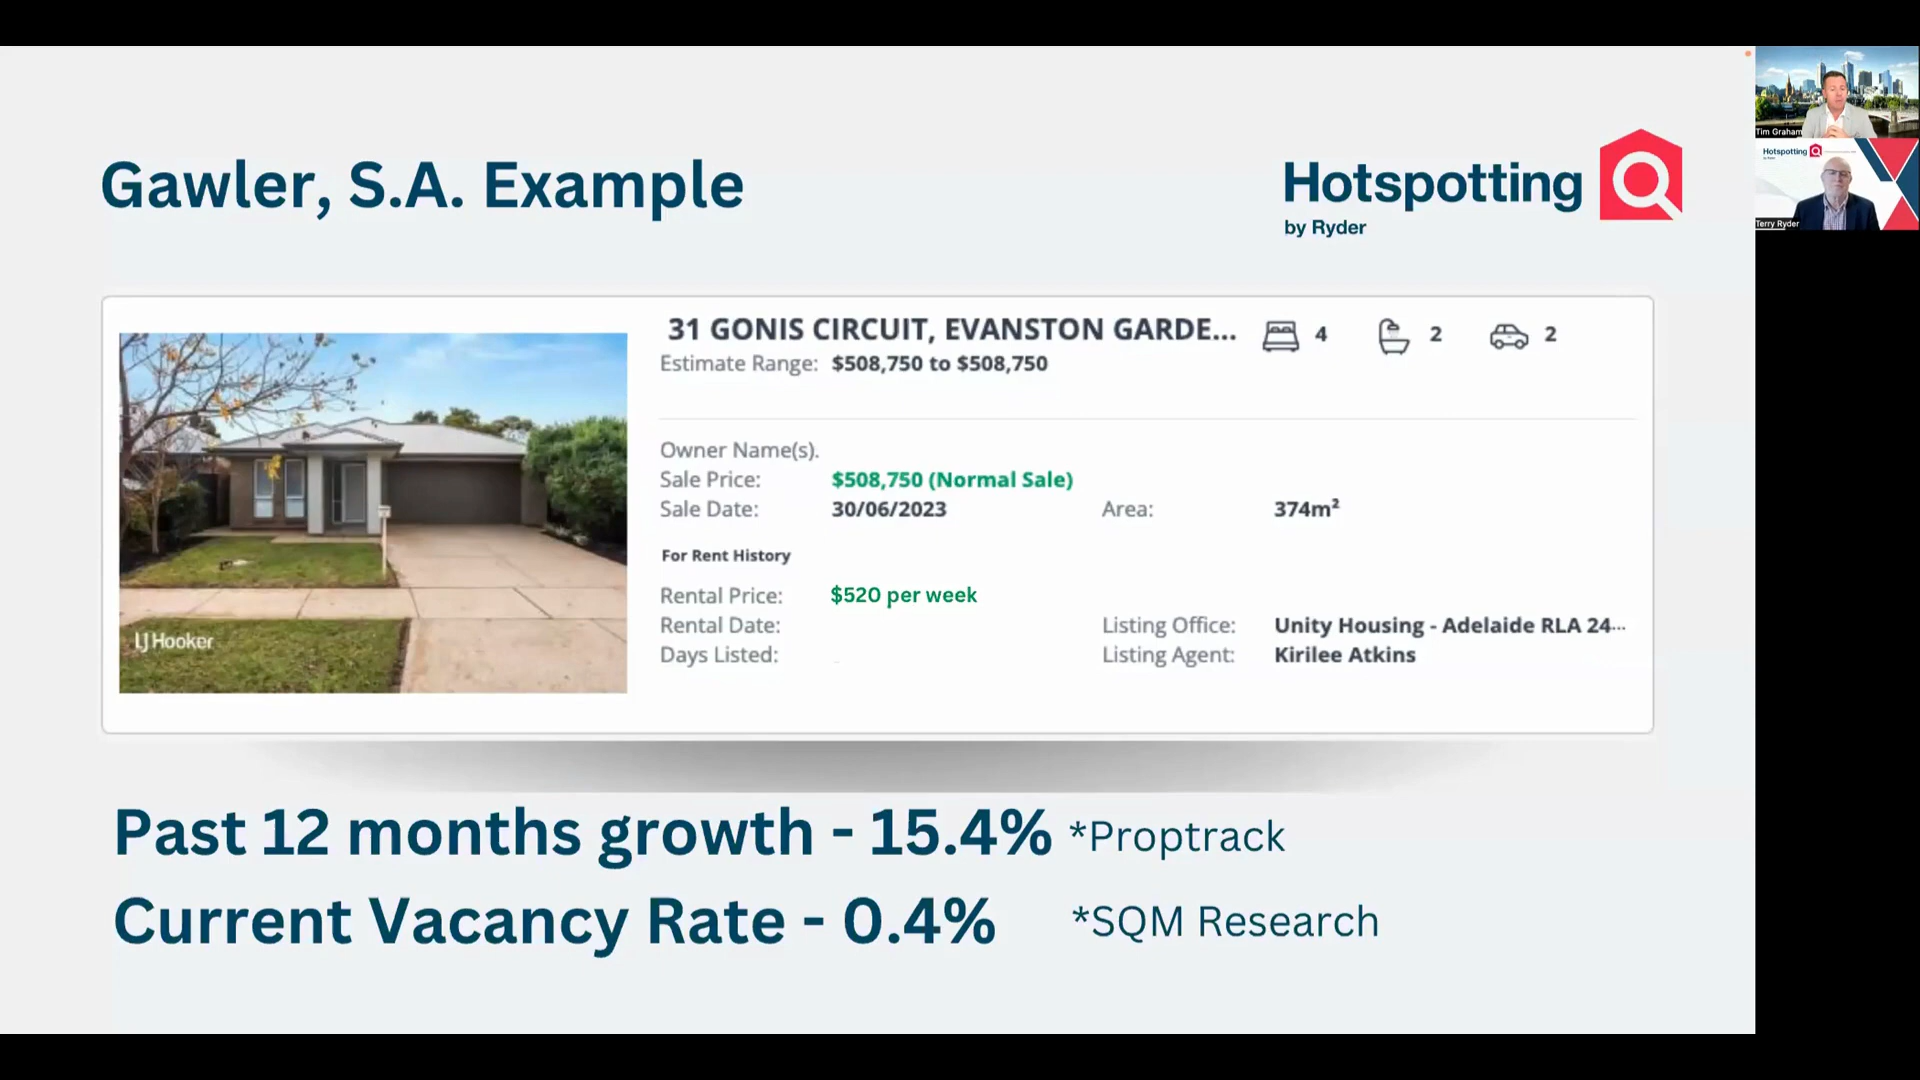 Gawler, S.A. Example
Hotspotting
by Ryder
31 GONIS CIRCUIT, EVANSTON GARDE...
4
2
2
Estimate Range: $508,750 to $508,750
Owner Name(s).
Sale Price: $508,750 (Normal Sale)
Sale Date: 30/06/2023 Area: 374m²
For Rent History
Rental Price: $520 per week
Rental Date: Listing Office: Unity Housing - Adelaide RLA 24...
Days Listed: Listing Agent: Kirilee Atkins
LJ Hooker
Past 12 months growth - 15.4% *Proptrack
Current Vacancy Rate - 0.4% *SQM Research
Tim Graham
Hotspotting
Terry Ryder